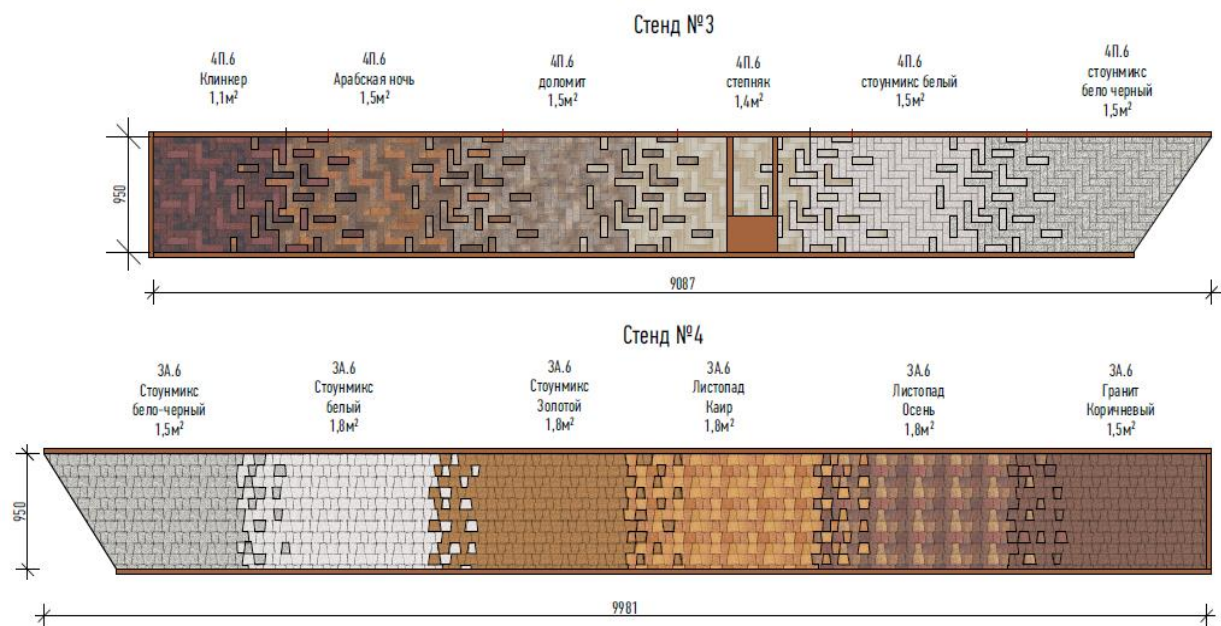 Стенд №3
4П.6
Клинкер
1,1м²
4П.6
Арабская ночь
1,5м²
4П.6
доломит
1,5м²
4П.6
степняк
1,4м²
4П.6
стоунмикс белый
1,5м²
4П.6
стоунмикс
бело черный
1,5м²
950
9087
Стенд №4
3А.6
Стоунмикс
бело-черный
1,5м²
3А.6
Стоунмикс
белый
1,8м²
3А.6
Стоунмикс
Золотой
1,8м²
3А.6
Листопад
Каир
1,8м²
3А.6
Листопад
Осень
1,8м²
3А.6
Гранит
Коричневый
1,5м²
950
9981